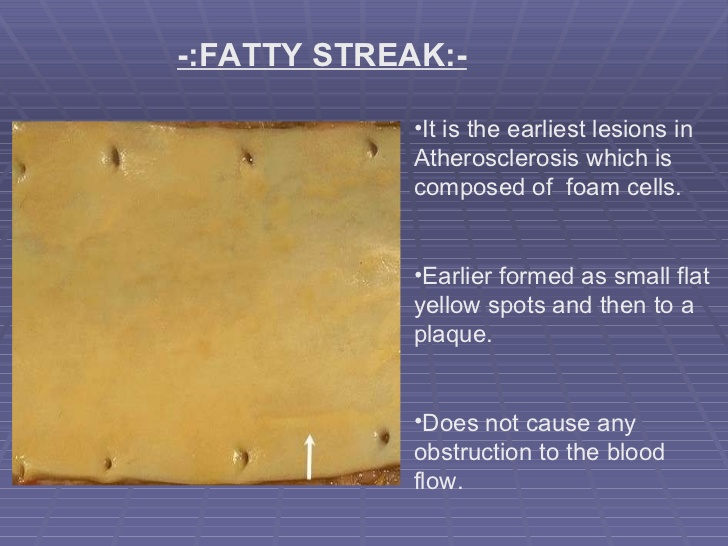 -:FATTY STREAK:-
•It is the earliest lesions in
Atherosclerosis which is
composed of foam cells.
•Earlier formed as small flat
yellow spots and then to a
plaque.
•Does not cause any
obstruction to the blood
flow.